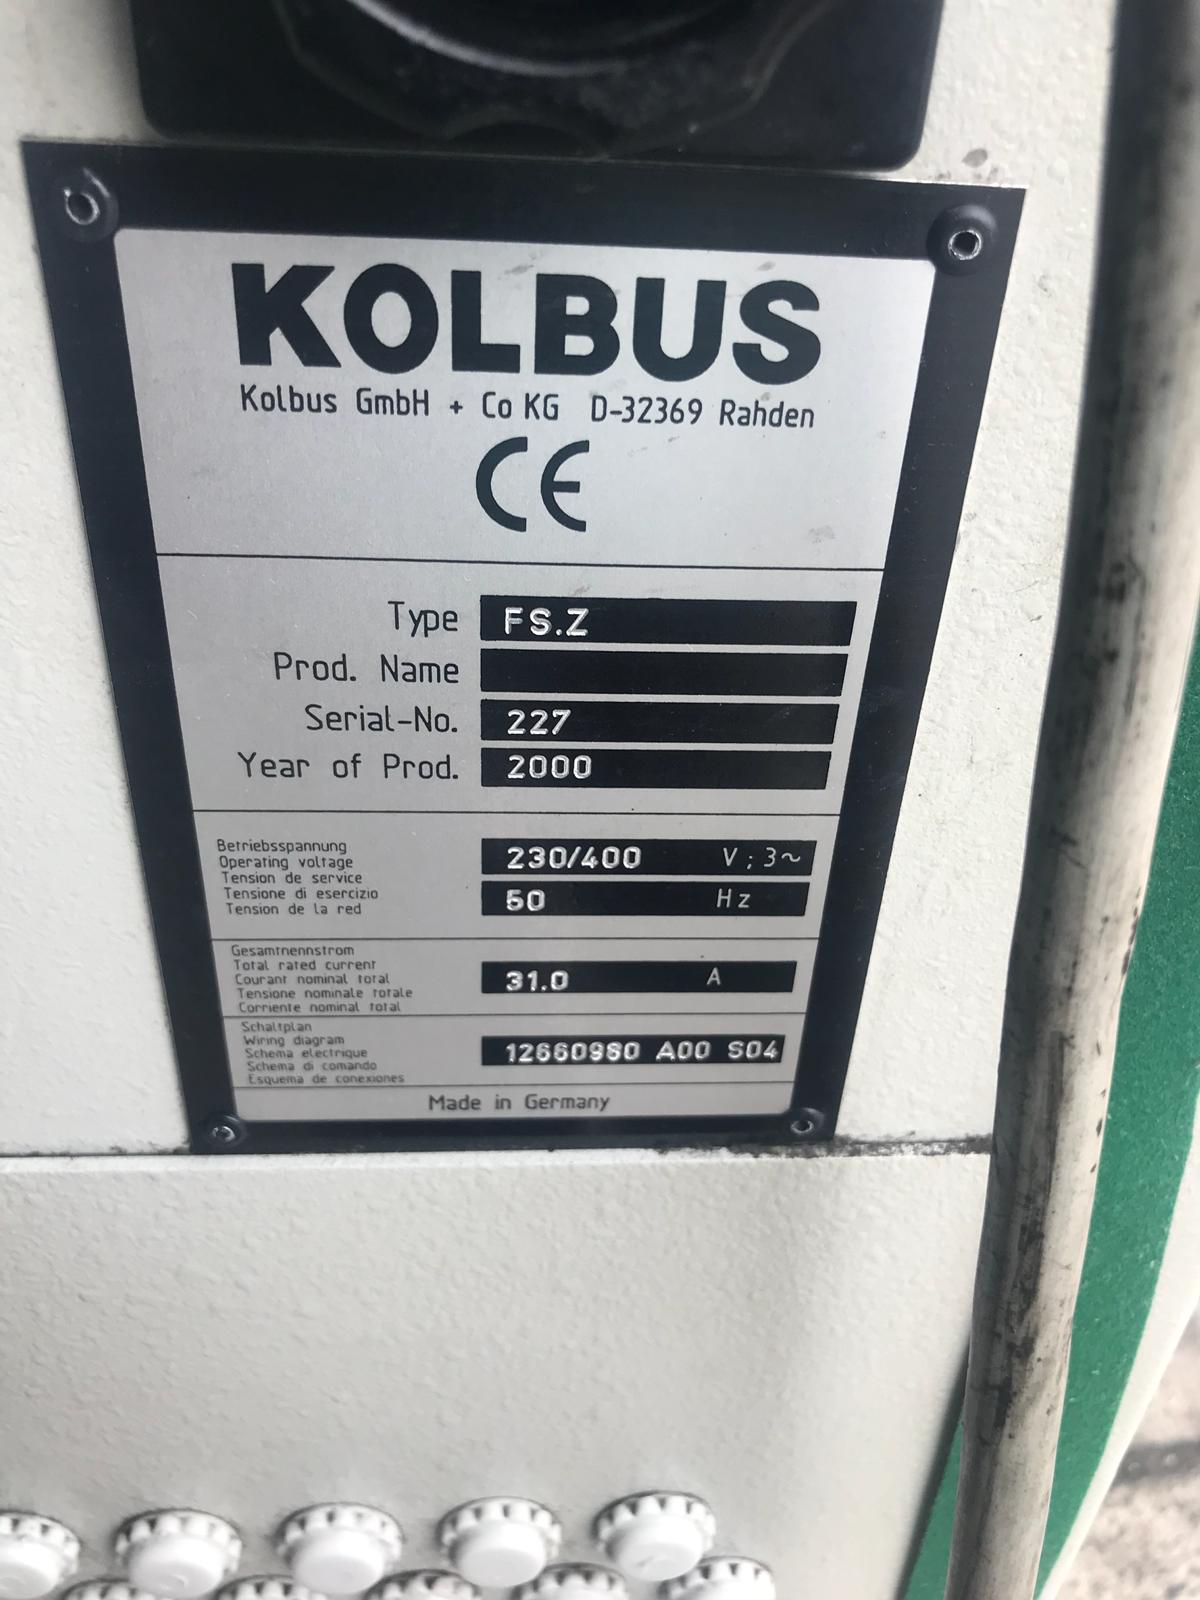 KOLBUS
Kolbus GmbH + Co KG D-32369 Rahden
CE
Type FS.Z
Prod. Name
Serial-No. 227
Year of Prod. 2000
Betriebsspannung
Operating voltage 230/400 V ; 3~
Tension de service
Tensione di esercizio 50 Hz
Tension de la red
Gesamtnennstrom
Total rated current
Courant nominal total 31.0 A
Tensione nominale totale
Corriente nominal total
Schaltplan
Wiring diagram
Schema electrique 12660980 A00 S04
Schema di comando
Esquema de conexiones
Made in Germany